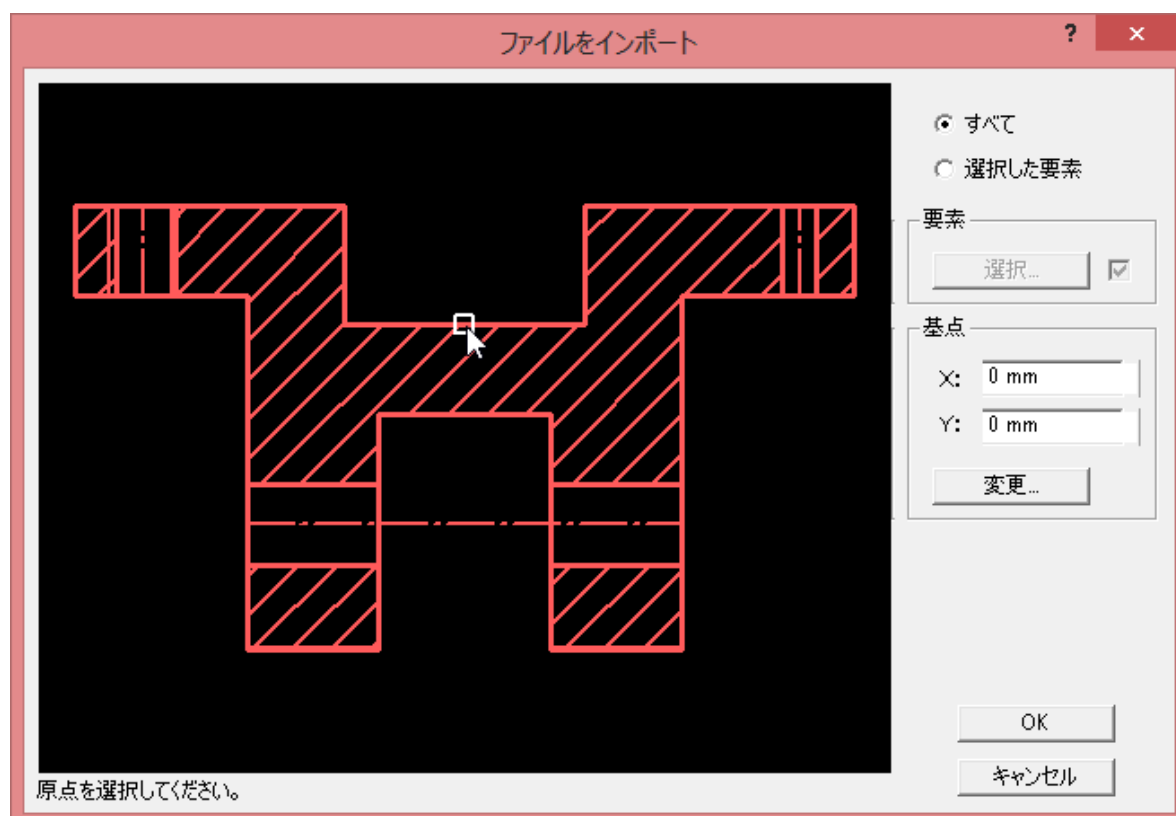 ファイルをインポート
?
×
すべて
選択した要素
要素
選択...
基点
X: 0 mm
Y: 0 mm
変更...
OK
キャンセル
原点を選択してください。